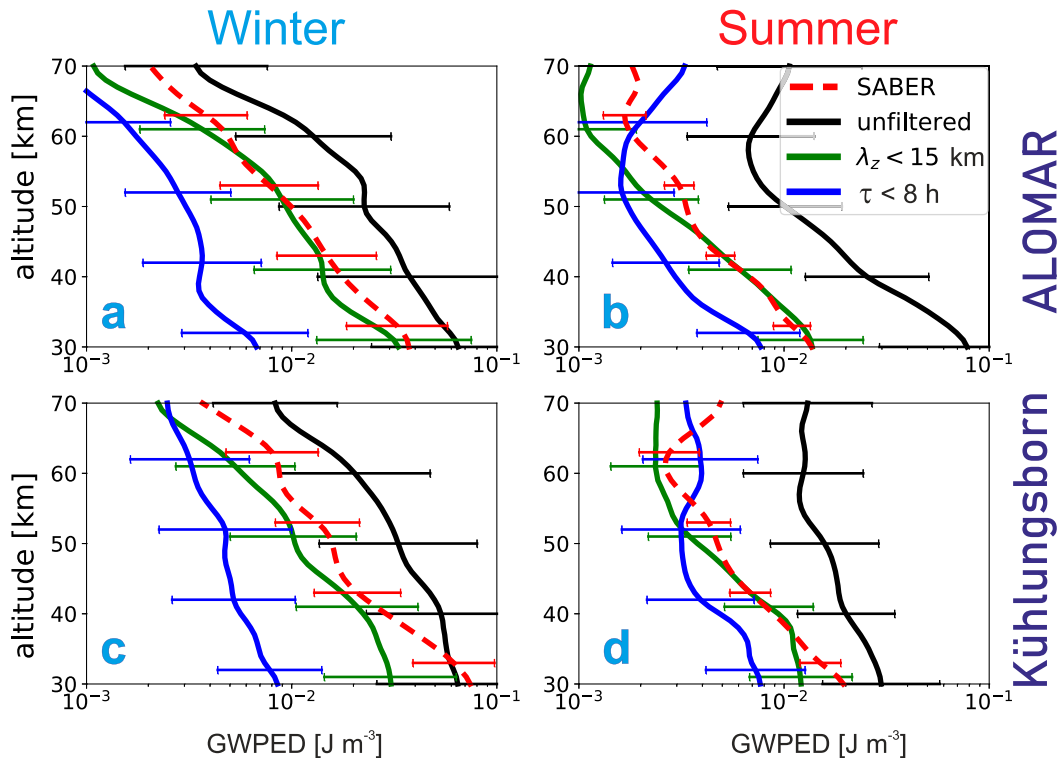 Winter
Summer
70
60
50
40
30
altitude [km]
a
10⁻³
10⁻²
10⁻¹
70
60
50
40
30
b
10⁻³
10⁻²
10⁻¹
SABER
unfiltered
λz < 15 km
τ < 8 h
ALOMAR
70
60
50
40
30
altitude [km]
c
10⁻³
10⁻²
10⁻¹
GWPED [J m⁻³]
70
60
50
40
30
d
10⁻³
10⁻²
10⁻¹
GWPED [J m⁻³]
Kühlungsborn